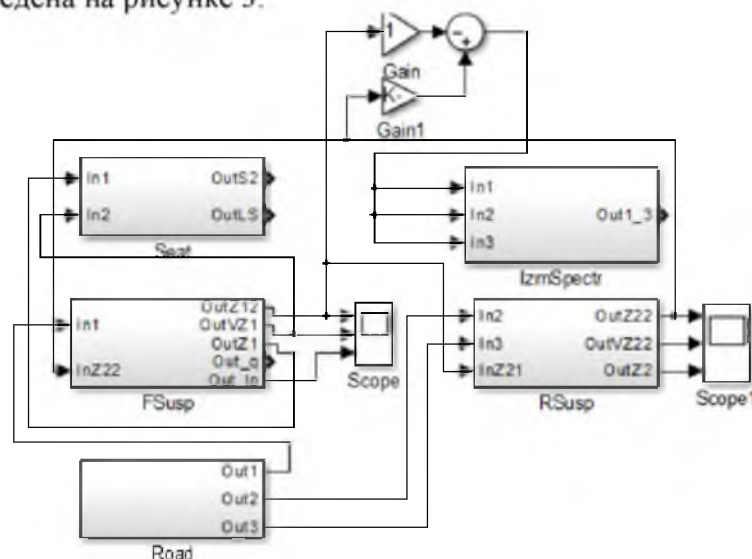 едена на рисунке 3.
1
Gain
K-
Gain1
In1
OutS2
In2
OutLS
Seat
In1
In2
Out1_3
In3
IzmSpectr
OutZ12
In1
OutVZ1
OutZ1
Out_q
InZ22
Out_In
FSusp
Scope
In2
OutZ22
In3
OutVZ22
InZ21
OutZ2
RSusp
Scope1
Out1
Out2
Out3
Road